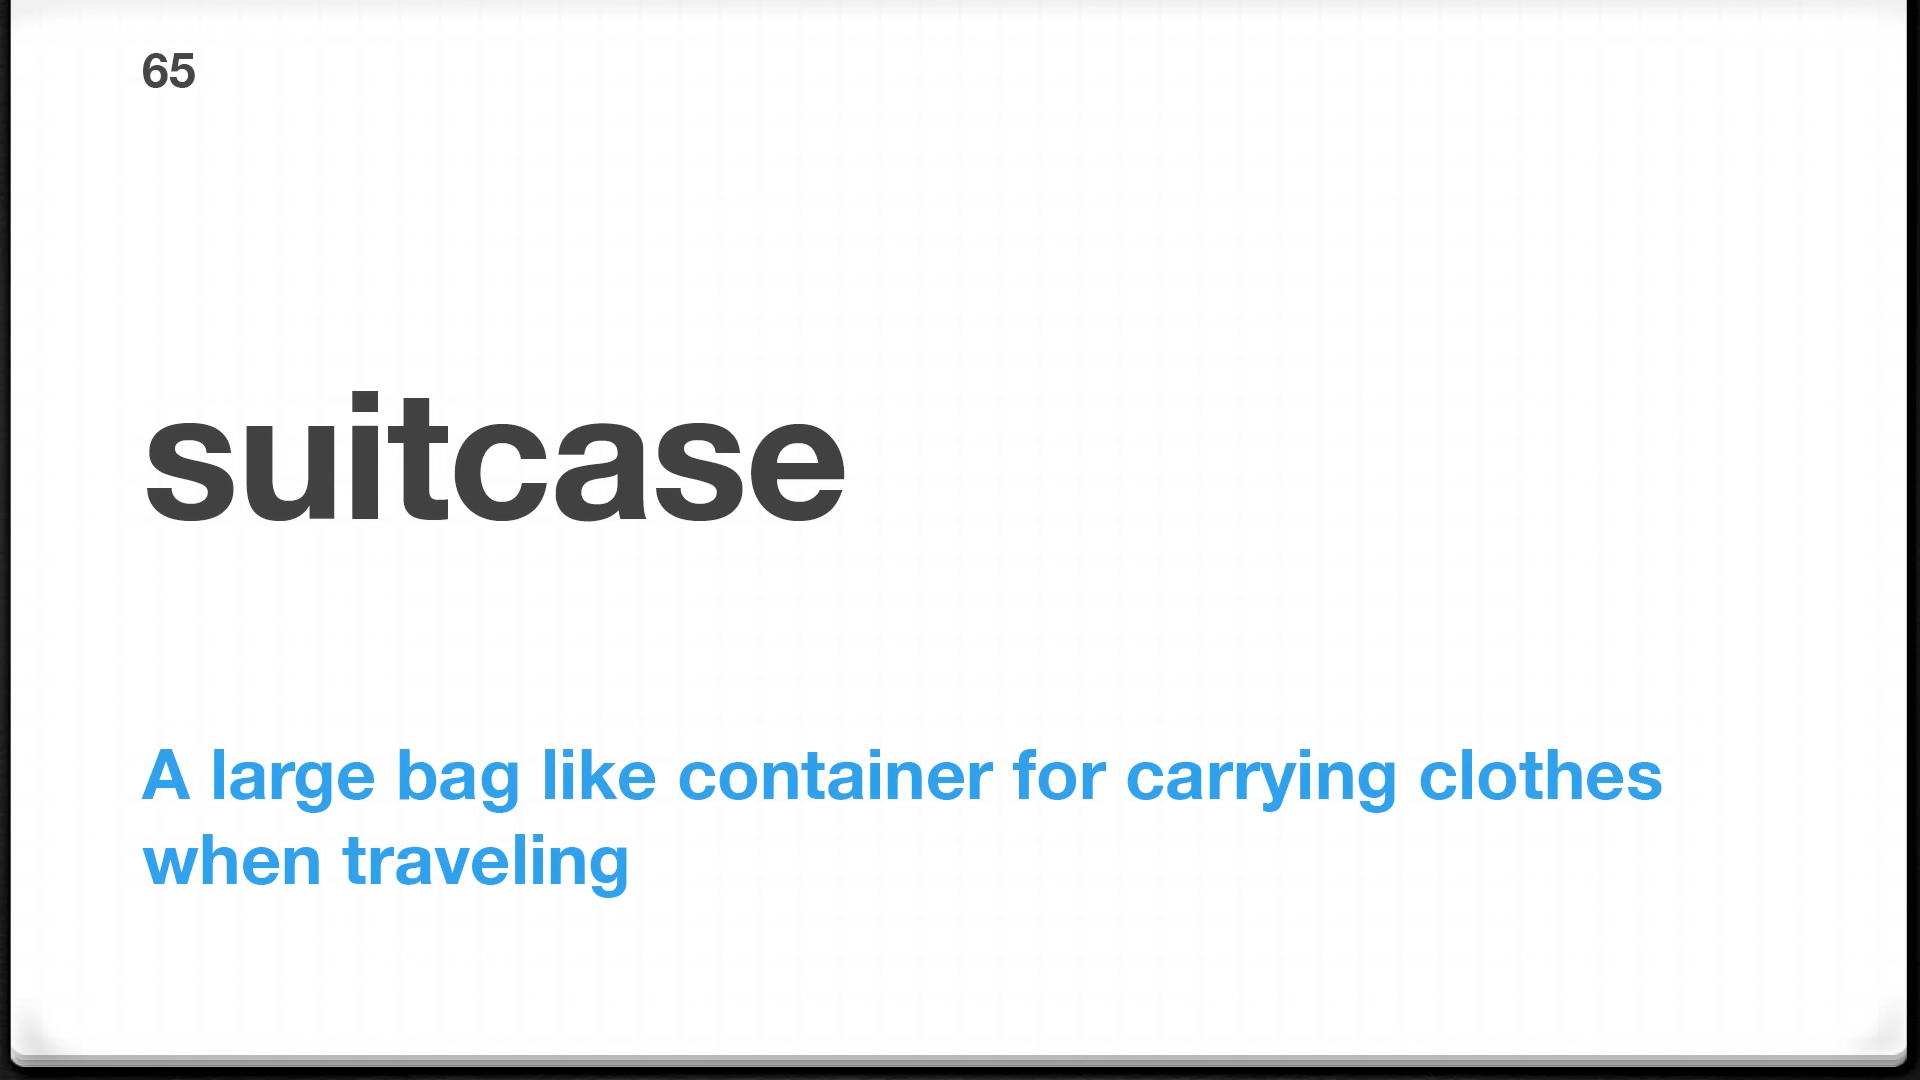 65
suitcase
A large bag like container for carrying clothes
when traveling